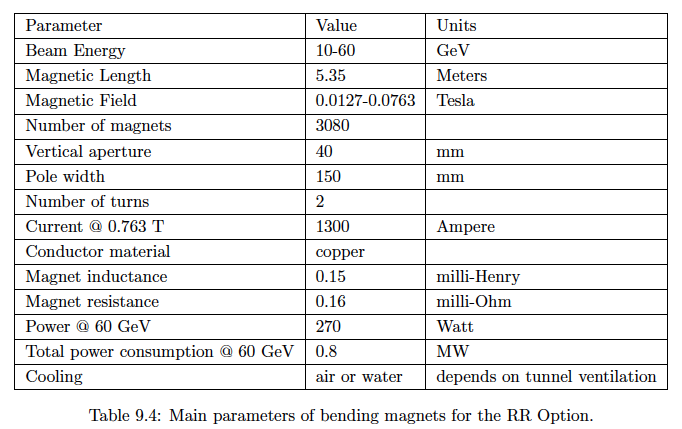 Parameter Value Units
Beam Energy 10-60 GeV
Magnetic Length 5.35 Meters
Magnetic Field 0.0127-0.0763 Tesla
Number of magnets 3080
Vertical aperture 40 mm
Pole width 150 mm
Number of turns 2
Current @ 0.763 T 1300 Ampere
Conductor material copper
Magnet inductance 0.15 milli-Henry
Magnet resistance 0.16 milli-Ohm
Power @ 60 GeV 270 Watt
Total power consumption @ 60 GeV 0.8 MW
Cooling air or water depends on tunnel ventilation
Table 9.4: Main parameters of bending magnets for the RR Option.